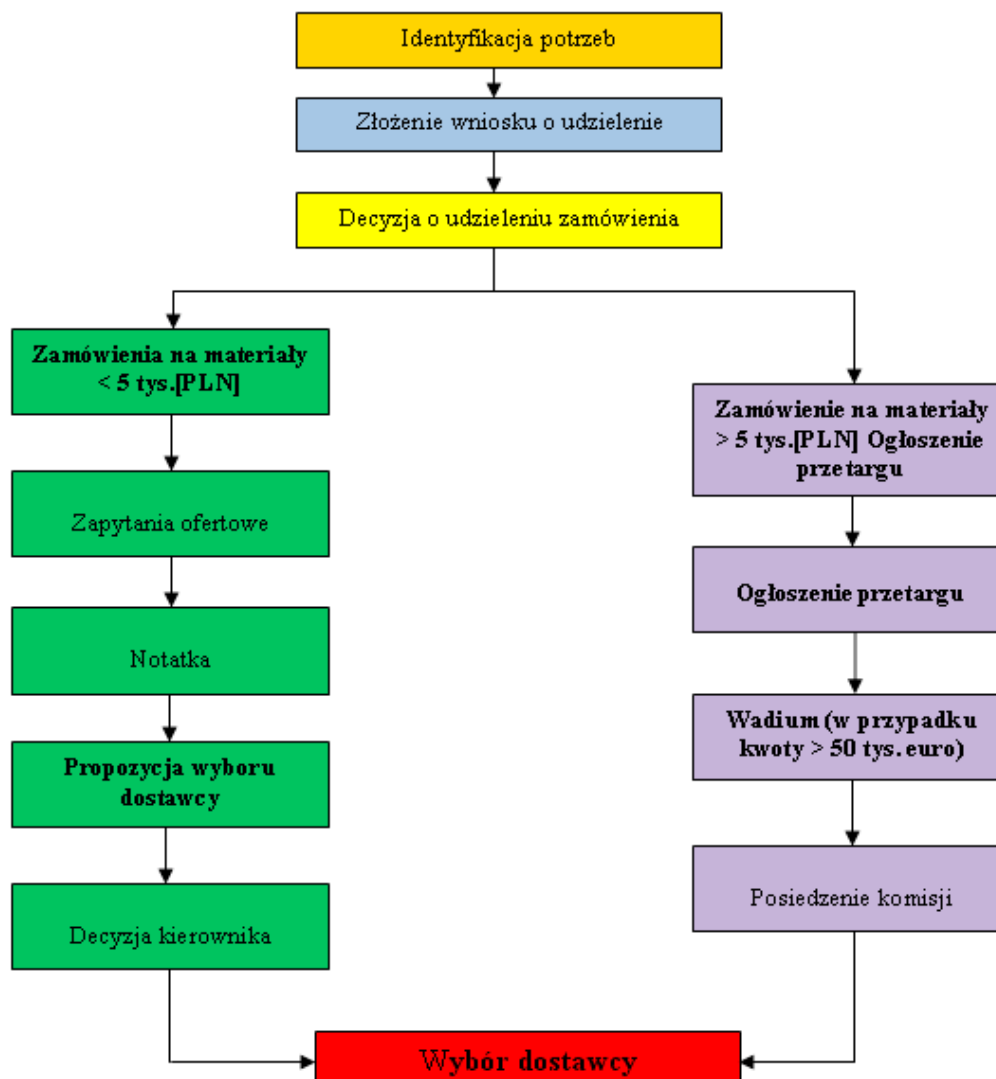 Identyfikacja potrzeb
Złożenie wniosku o udzielenie
Decyzja o udzieleniu zamówienia
Zamówienia na materiały
< 5 tys.[PLN]
Zapytania ofertowe
Notatka
Propozycja wyboru
dostawcy
Decyzja kierownika
Zamówienie na materiały
> 5 tys.[PLN] Ogłoszenie
przetargu
Ogłoszenie przetargu
Wadium (w przypadku
kwoty > 50 tys. euro)
Posiedzenie komisji
Wybór dostawcy